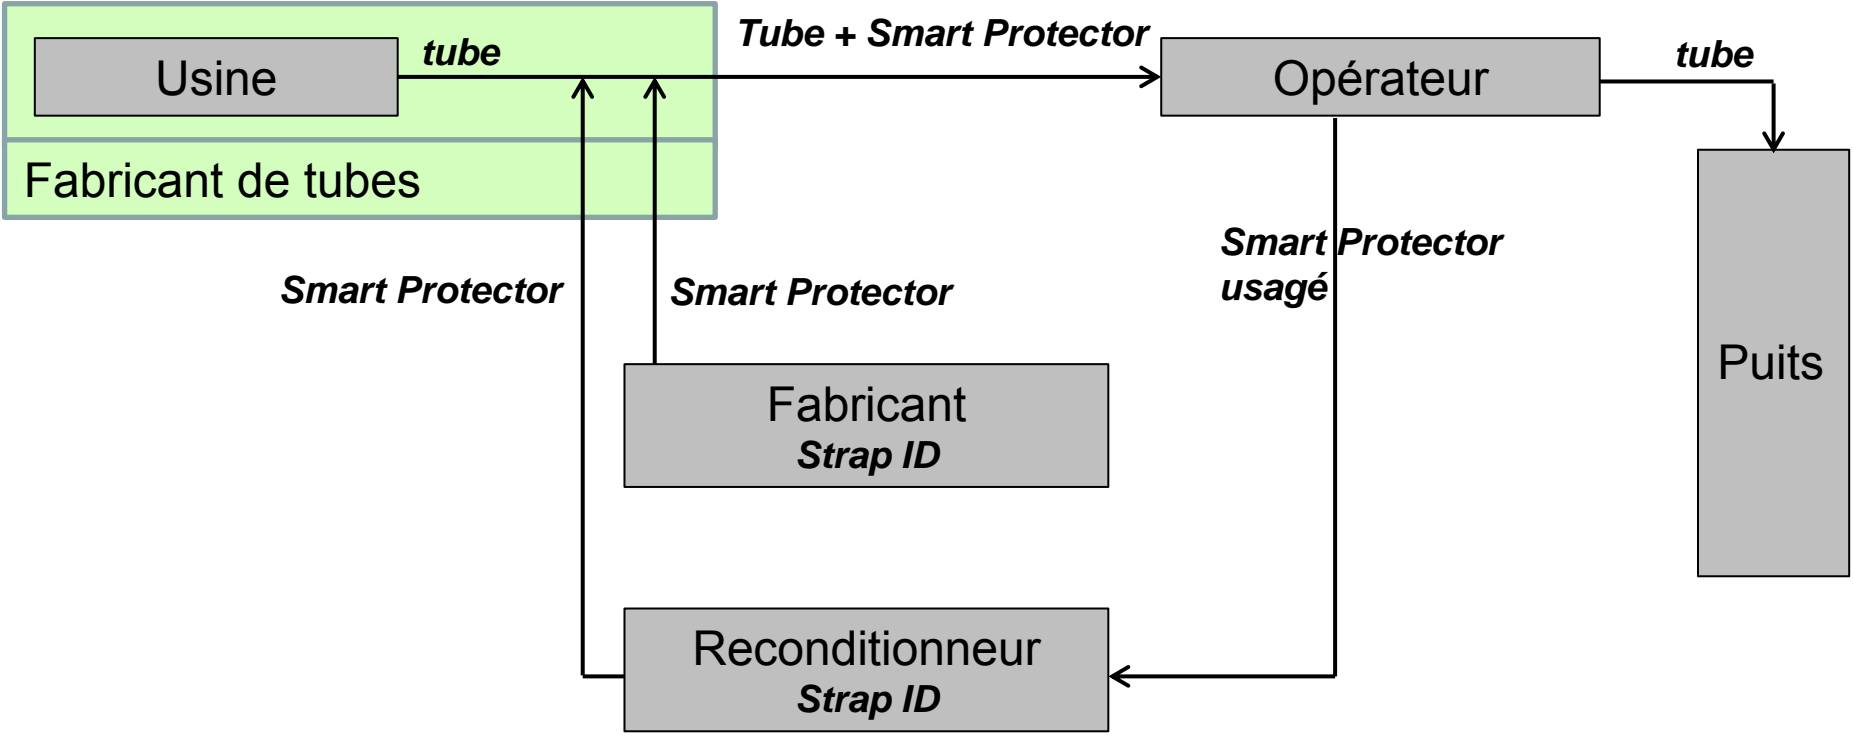 Usine
tube
Tube + Smart Protector
Opérateur
tube
Fabricant de tubes
Smart Protector
usagé
Smart Protector
Smart Protector
Puits
Fabricant
Strap ID
Reconditionneur
Strap ID